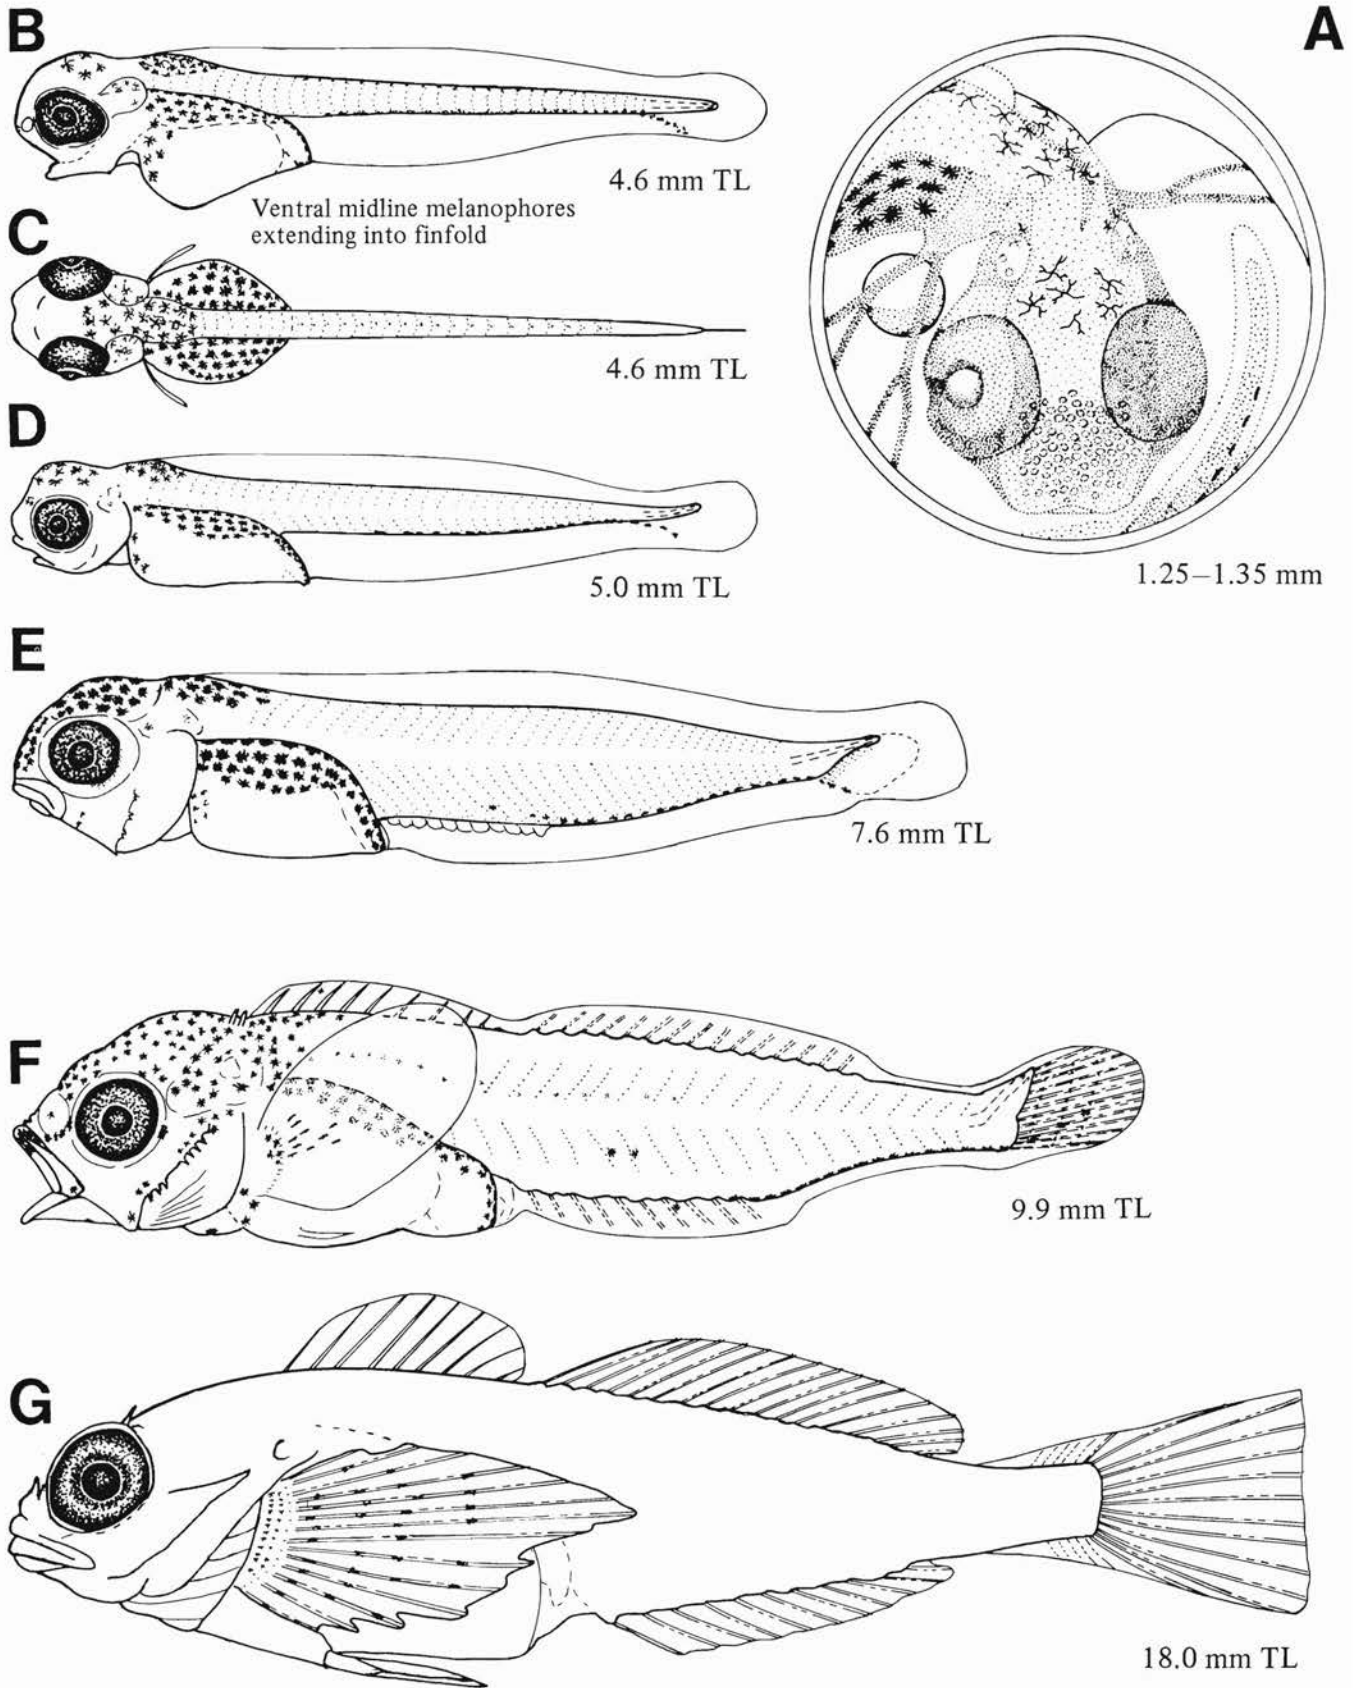 B
A
4.6 mm TL
Ventral midline melanophores
extending into finfold
C
4.6 mm TL
D
5.0 mm TL
1.25–1.35 mm
E
7.6 mm TL
F
9.9 mm TL
G
18.0 mm TL